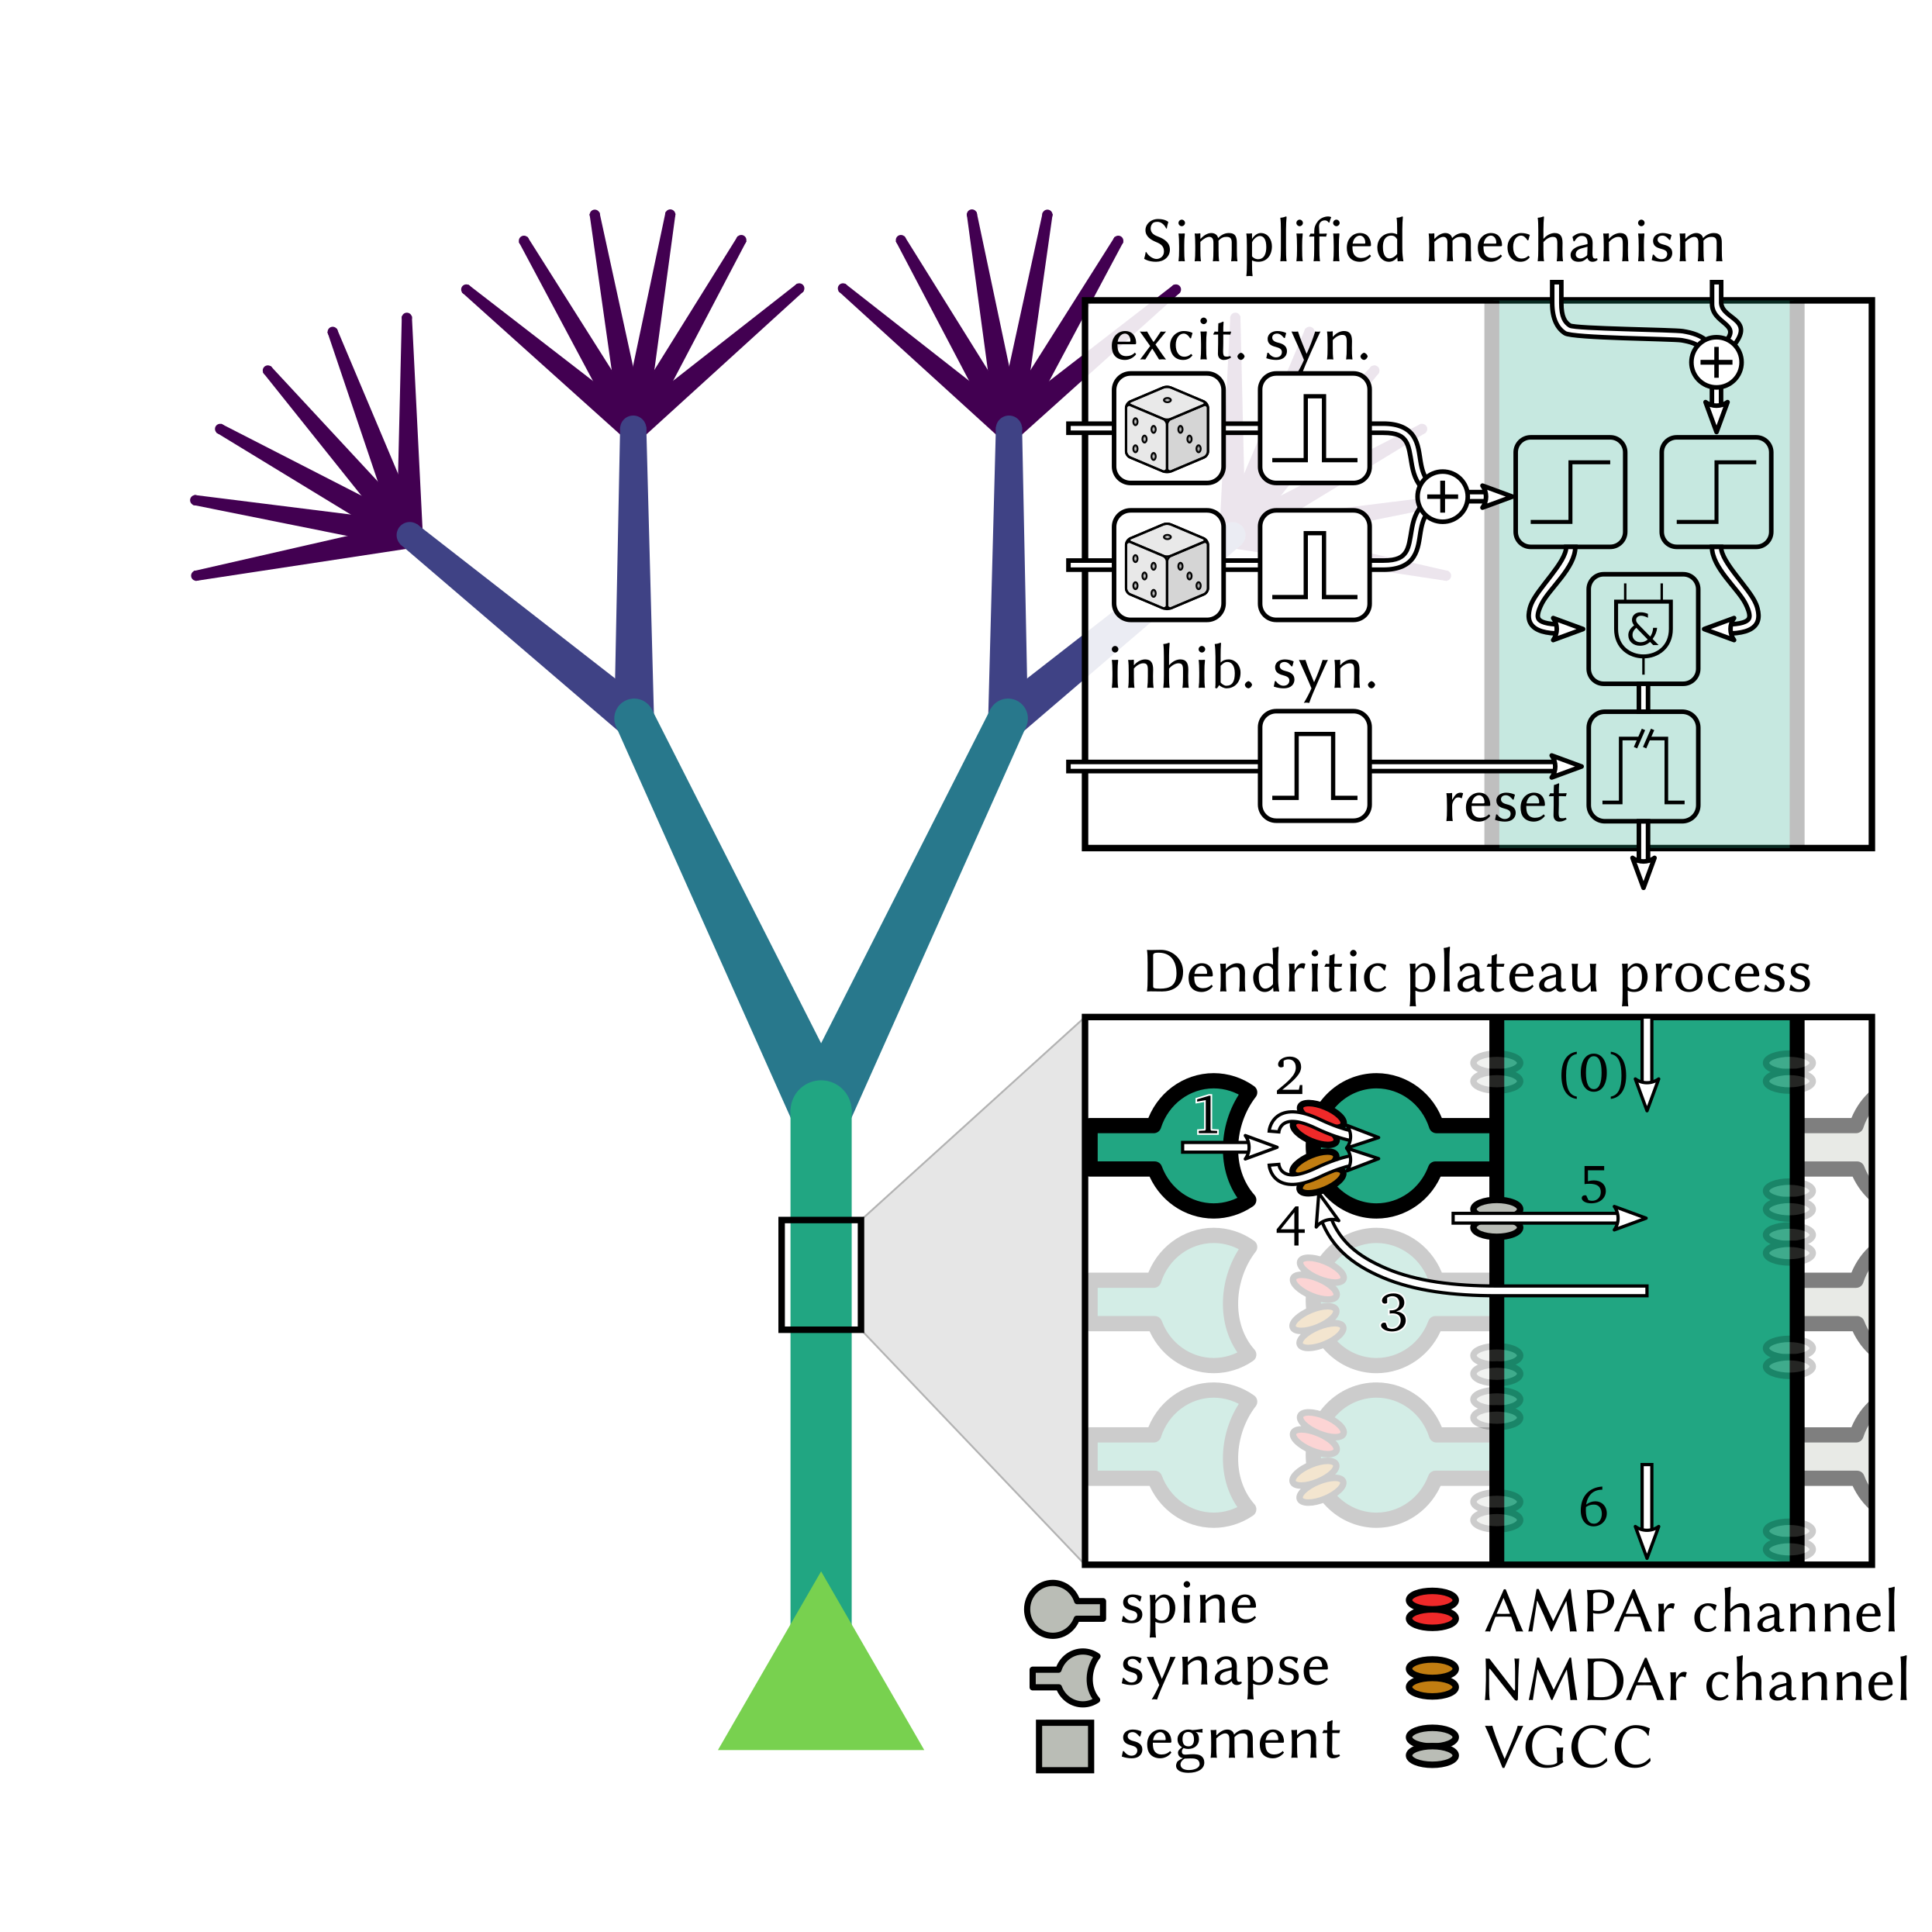 Simplified mechanism
excit. syn.
+
+
&
inhib. syn.
reset
Dendritic plateau process
(0)
1
2
3
4
5
6
spine
synapse
segment
AMPAr channel
NMDAr channel
VGCC